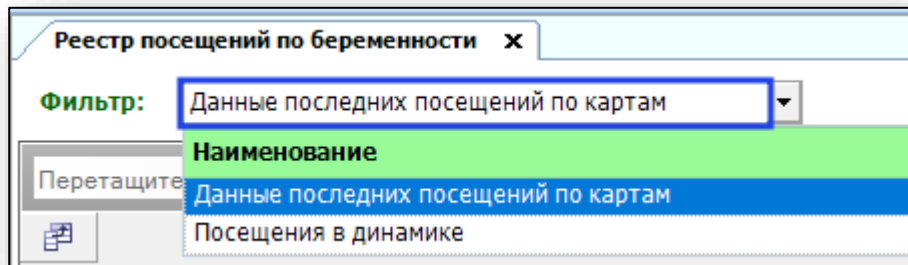 Реестр посещений по беременности x
Фильтр: Данные последних посещений по картам
Наименование
Перетащите
Данные последних посещений по картам
Посещения в динамике